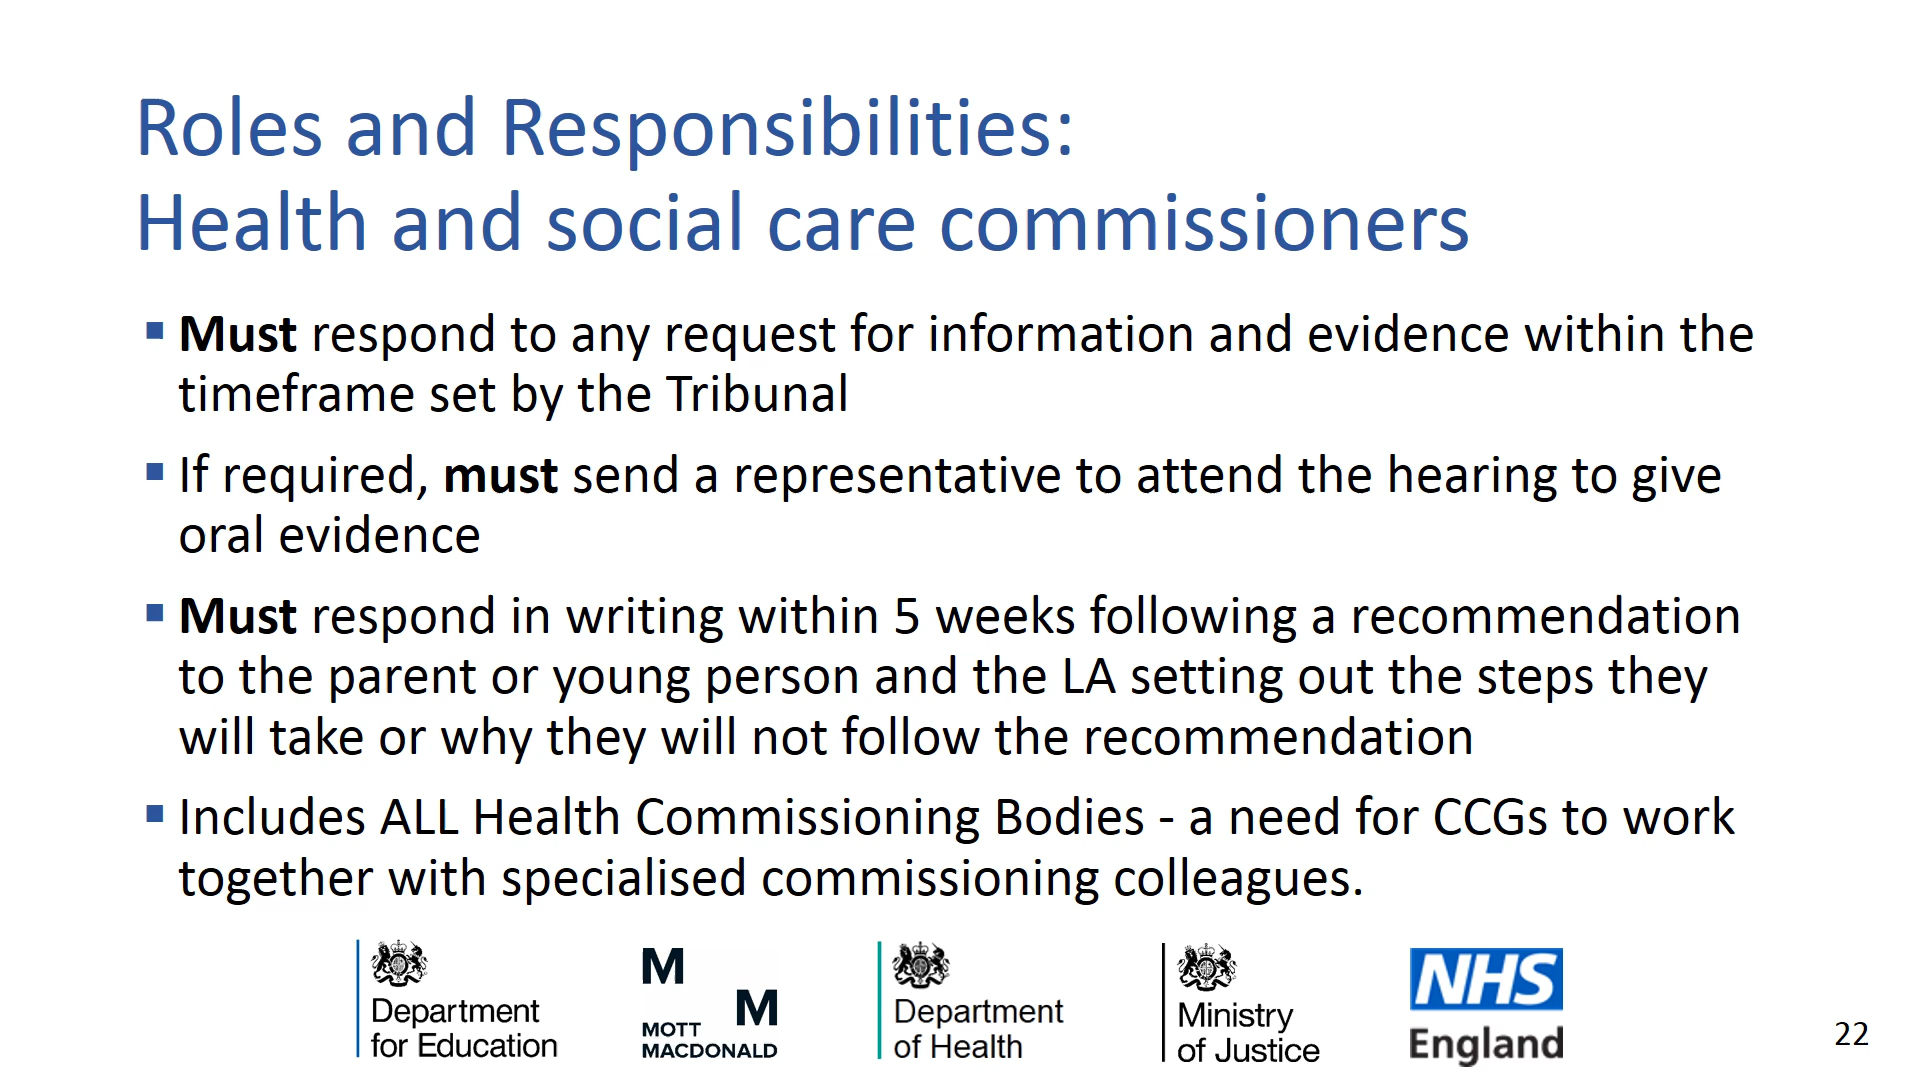 Roles and Responsibilities:
Health and social care commissioners
▪ Must respond to any request for information and evidence within the
timeframe set by the Tribunal
▪ If required, must send a representative to attend the hearing to give
oral evidence
▪ Must respond in writing within 5 weeks following a recommendation
to the parent or young person and the LA setting out the steps they
will take or why they will not follow the recommendation
▪ Includes ALL Health Commissioning Bodies - a need for CCGs to work
together with specialised commissioning colleagues.
Department
for Education
M
M
MOTT
MACDONALD
Department
of Health
Ministry
of Justice
NHS
England
22